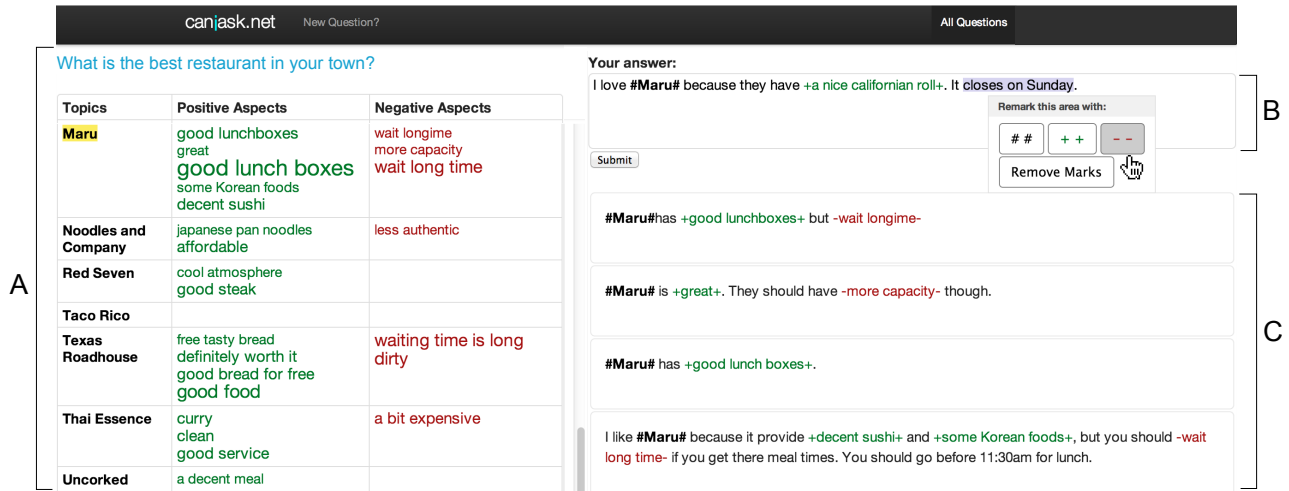 canjask.net New Question? All Questions
A
What is the best restaurant in your town?
Topics Positive Aspects Negative Aspects
Maru
good lunchboxes
great
good lunch boxes
some Korean foods
decent sushi
wait longime
more capacity
wait long time
Noodles and
Company
japanese pan noodles
affordable
less authentic
Red Seven
cool atmosphere
good steak
Taco Rico
Texas
Roadhouse
free tasty bread
definitely worth it
good bread for free
good food
waiting time is long
dirty
Thai Essence
curry
clean
good service
a bit expensive
Uncorked
a decent meal
Your answer:
I love #Maru# because they have +a nice californian roll+. It closes on Sunday.
Remark this area with:
# # + + - -
Remove Marks
Submit
B
#Maru#has +good lunchboxes+ but -wait longime-
#Maru# is +great+. They should have -more capacity- though.
#Maru# has +good lunch boxes+.
I like #Maru# because it provide +decent sushi+ and +some Korean foods+, but you should -wait
long time- if you get there meal times. You should go before 11:30am for lunch.
C